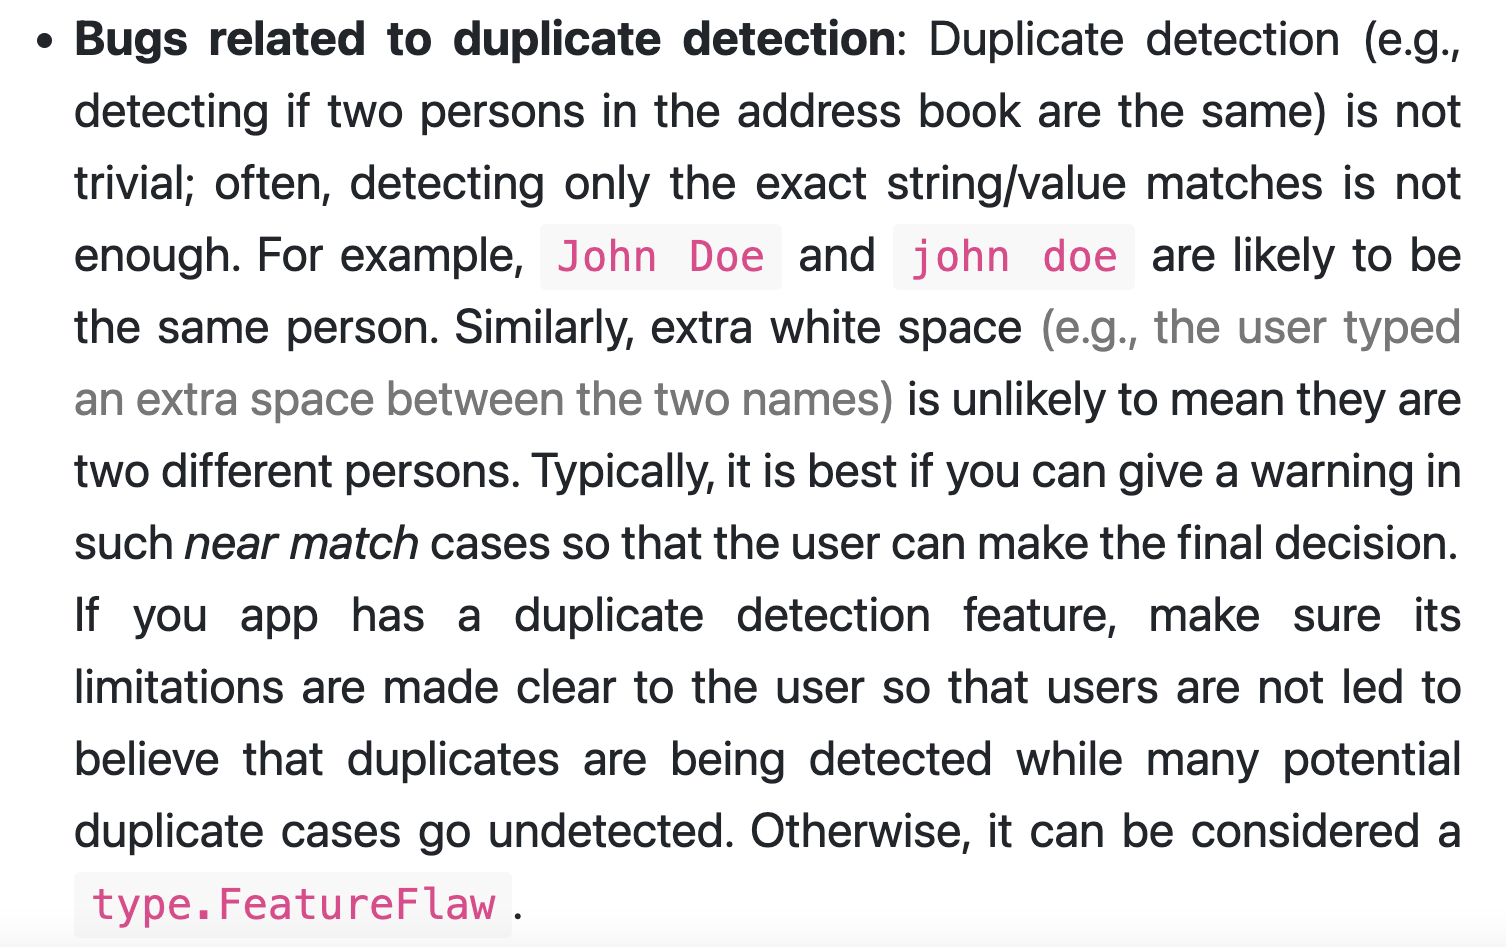 • Bugs related to duplicate detection: Duplicate detection (e.g.,
detecting if two persons in the address book are the same) is not
trivial; often, detecting only the exact string/value matches is not
enough. For example, John Doe and john doe are likely to be
the same person. Similarly, extra white space (e.g., the user typed
an extra space between the two names) is unlikely to mean they are
two different persons. Typically, it is best if you can give a warning in
such near match cases so that the user can make the final decision.
If you app has a duplicate detection feature, make sure its
limitations are made clear to the user so that users are not led to
believe that duplicates are being detected while many potential
duplicate cases go undetected. Otherwise, it can be considered a
type.FeatureFlaw.